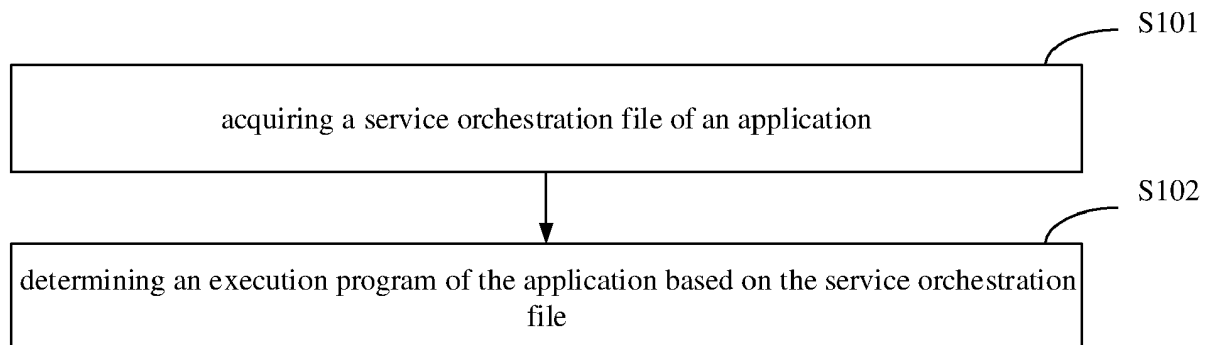 S101
acquiring a service orchestration file of an application
S102
determining an execution program of the application based on the service orchestration
file